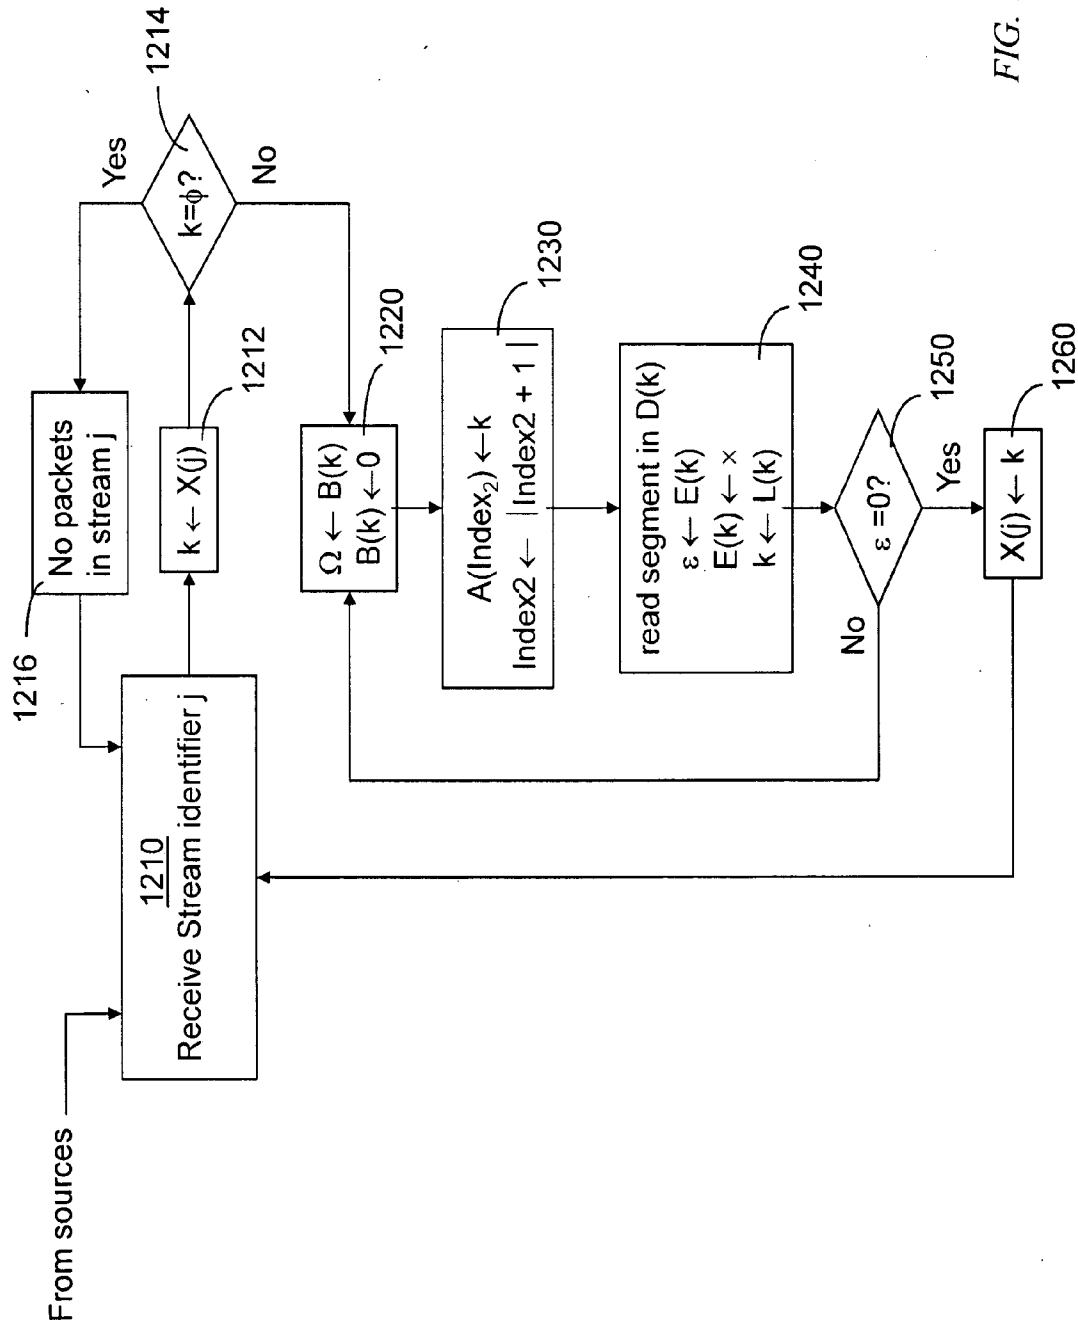 From sources
1210
Receive Stream identifier j
1216
No packets
in stream j
k ← X(j)
1212
k=ϕ?
1214
Yes
No
Ω ← B(k)
B(k) ←0
1220
A(Index₂) ←k
Index2 ← |Index2 + 1 |
1230
read segment in D(k)
ε ← E(k)
E(k) ← ×
k ← L(k)
1240
ε =0?
1250
No
Yes
X(j) ← k
1260
FIG.